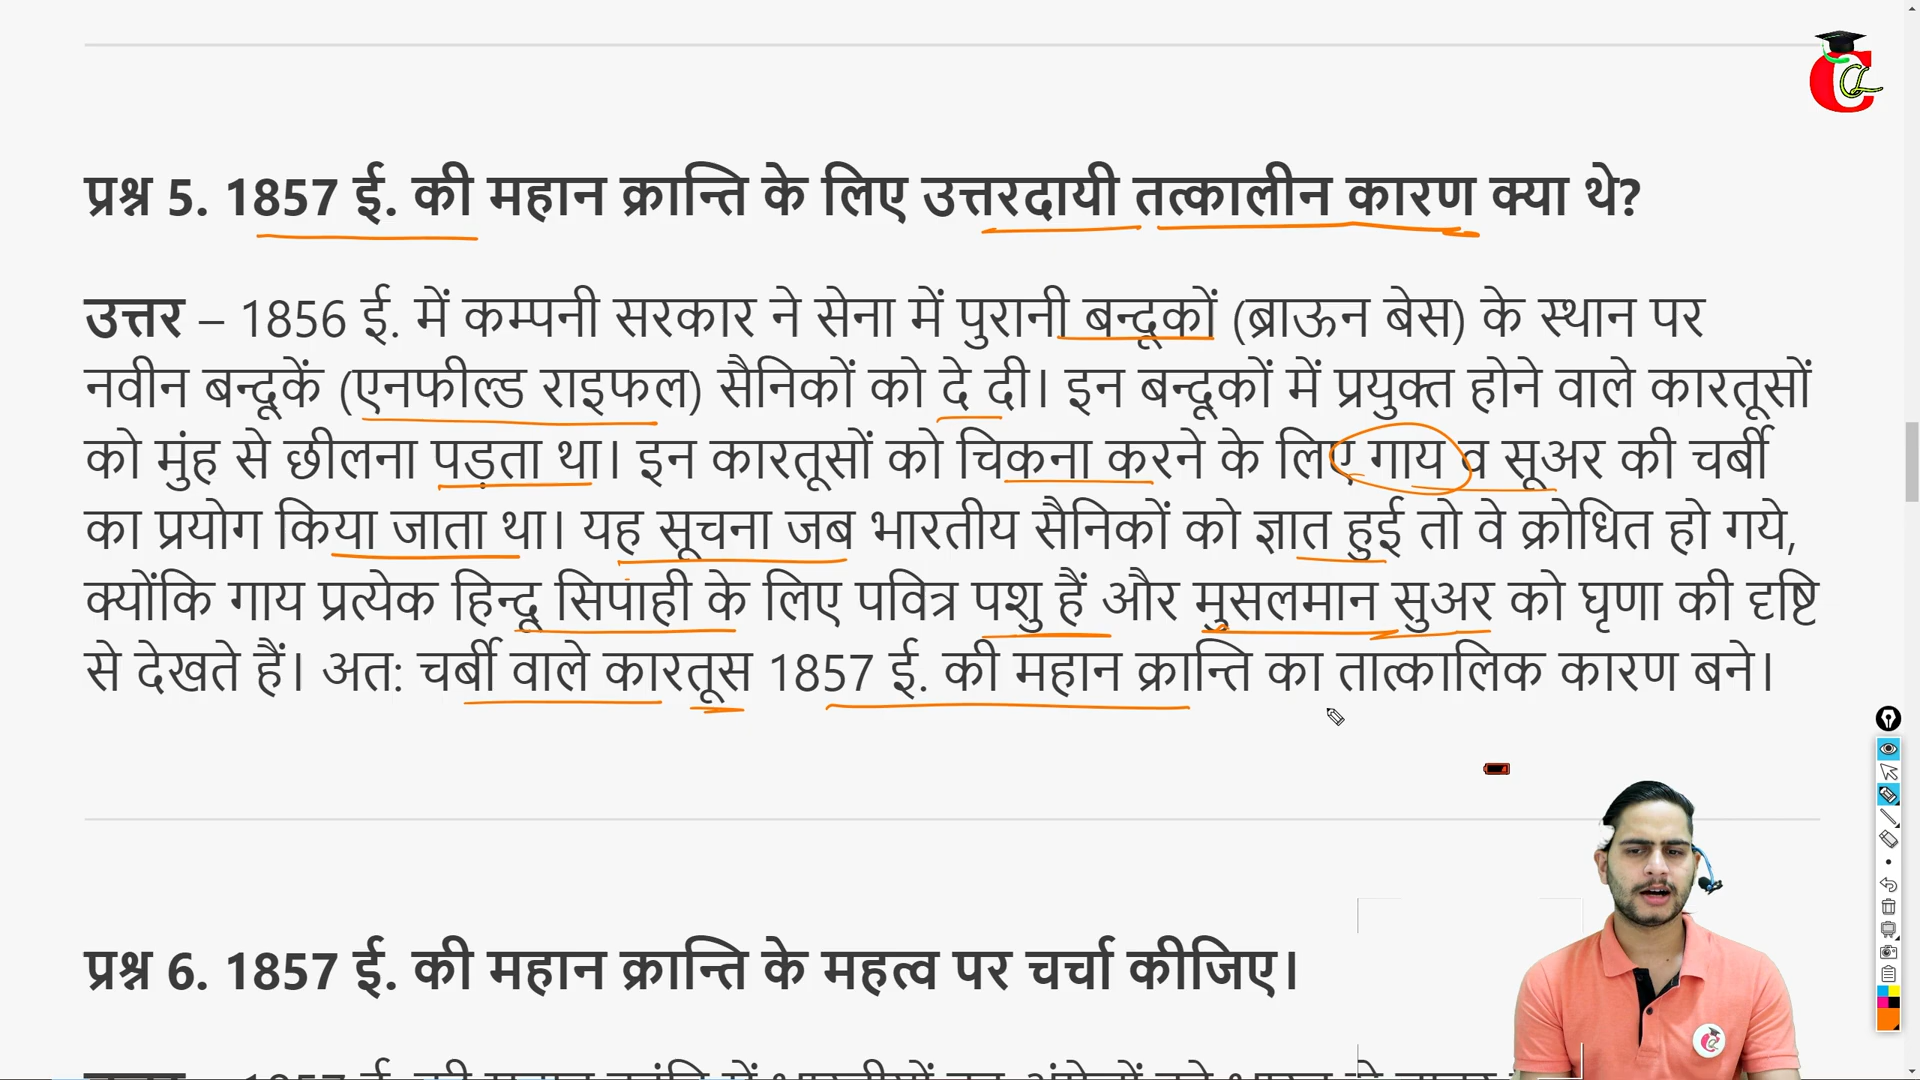 प्रश्न 5. 1857 ई. की महान क्रान्ति के लिए उत्तरदायी तत्कालीन कारण क्या थे?
उत्तर – 1856 ई. में कम्पनी सरकार ने सेना में पुरानी बन्दूकों (ब्राऊन बेस) के स्थान पर
नवीन बन्दूकें (एनफील्ड राइफल) सैनिकों को दे दी। इन बन्दूकों में प्रयुक्त होने वाले कारतूसों
को मुंह से छीलना पड़ता था। इन कारतूसों को चिकना करने के लिए गाय व सूअर की चर्बी
का प्रयोग किया जाता था। यह सूचना जब भारतीय सैनिकों को ज्ञात हुई तो वे क्रोधित हो गये,
क्योंकि गाय प्रत्येक हिन्दू सिपाही के लिए पवित्र पशु हैं और मुसलमान सुअर को घृणा की दृष्टि
से देखते हैं। अत: चर्बी वाले कारतूस 1857 ई. की महान क्रान्ति का तात्कालिक कारण बने।
प्रश्न 6. 1857 ई. की महान क्रान्ति के महत्व पर चर्चा कीजिए।